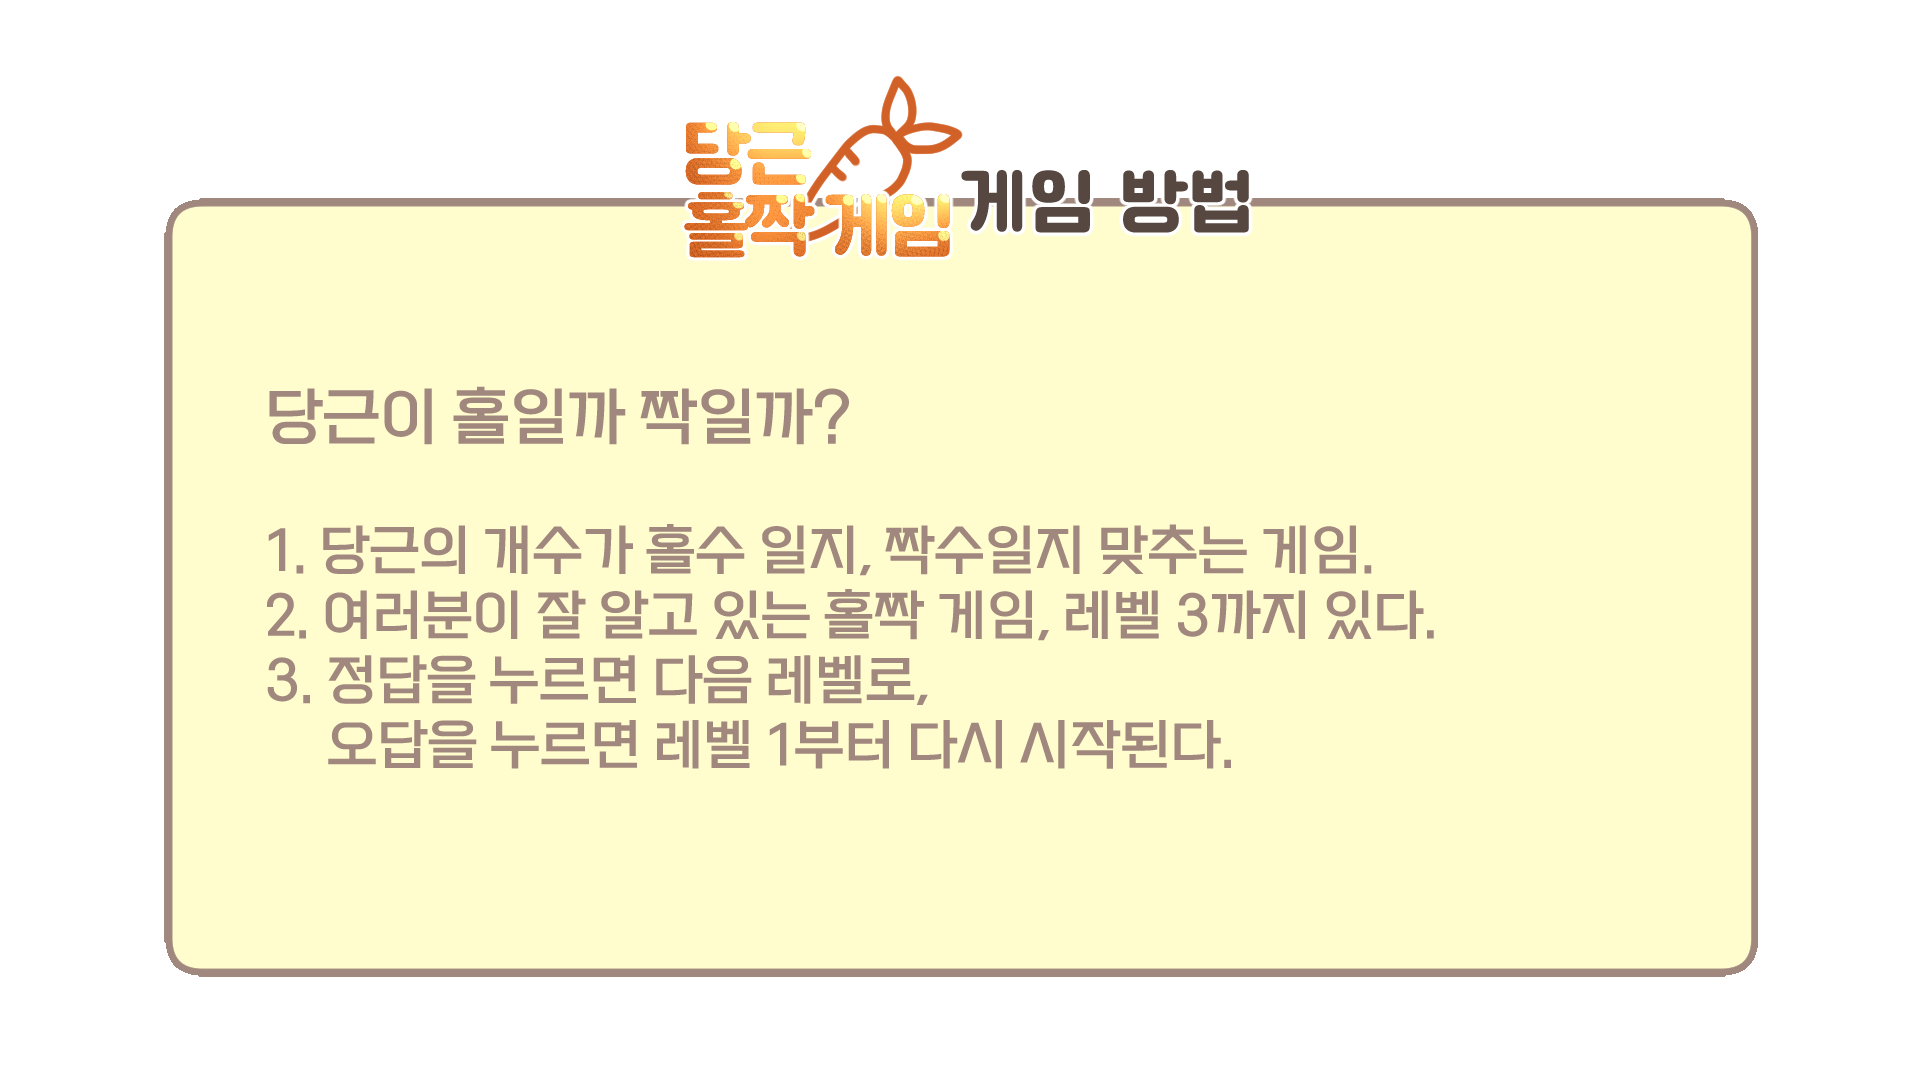 당근
홀짝게임 게임 방법
당근이 홀일까 짝일까?
1. 당근의 개수가 홀수 일지, 짝수일지 맞추는 게임.
2. 여러분이 잘 알고 있는 홀짝 게임, 레벨 3까지 있다.
3. 정답을 누르면 다음 레벨로,
오답을 누르면 레벨 1부터 다시 시작된다.